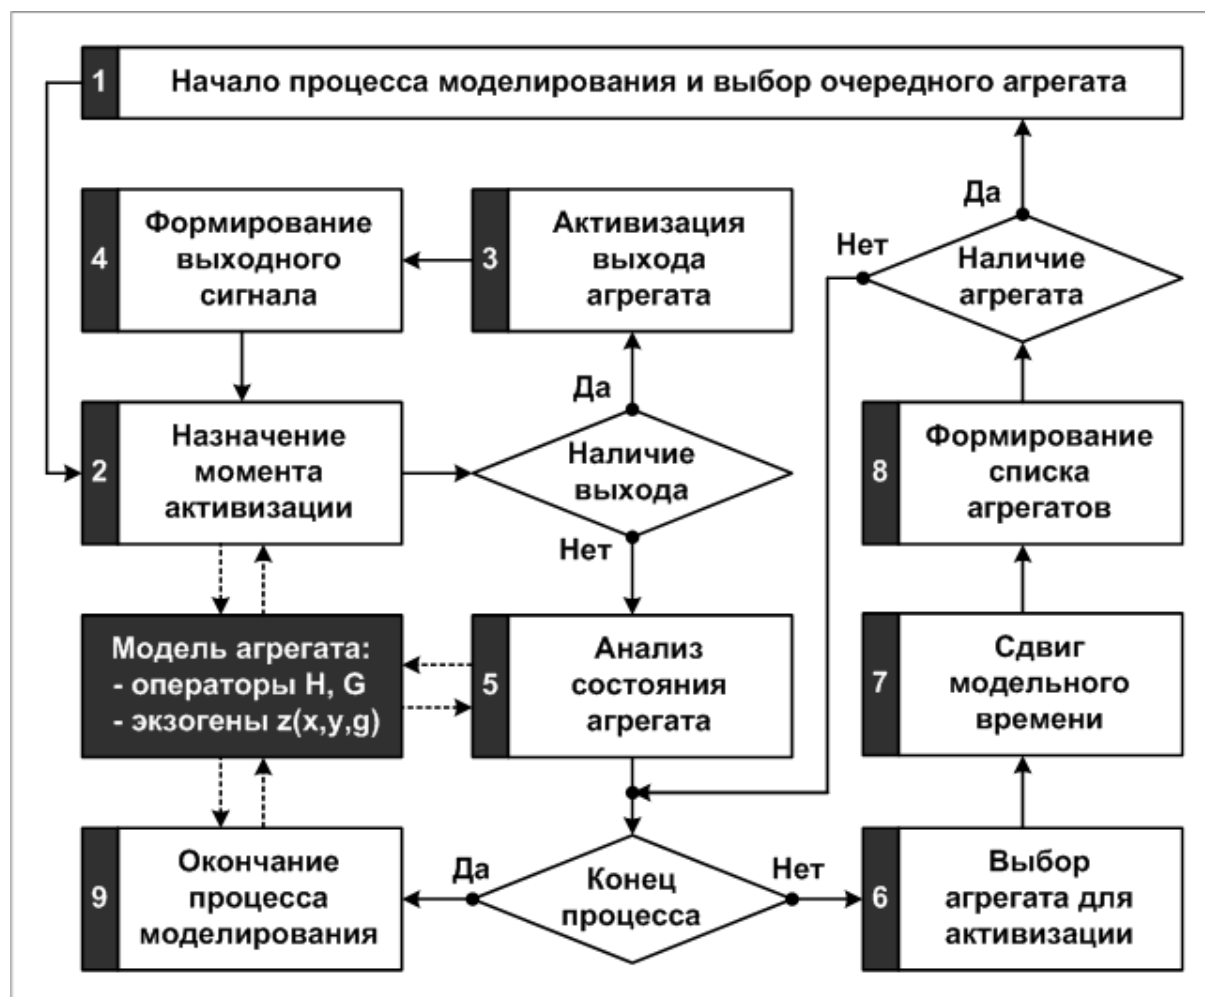 1
Начало процесса моделирования и выбор очередного агрегата
4
Формирование
выходного
сигнала
3
Активизация
выхода
агрегата
Да
Нет
Наличие
агрегата
2
Назначение
момента
активизации
Да
Наличие
выхода
Нет
8
Формирование
списка
агрегатов
Модель агрегата:
- операторы H, G
- экзогены z(x,y,g)
5
Анализ
состояния
агрегата
7
Сдвиг
модельного
времени
9
Окончание
процесса
моделирования
Да
Конец
процесса
Нет
6
Выбор
агрегата для
активизации